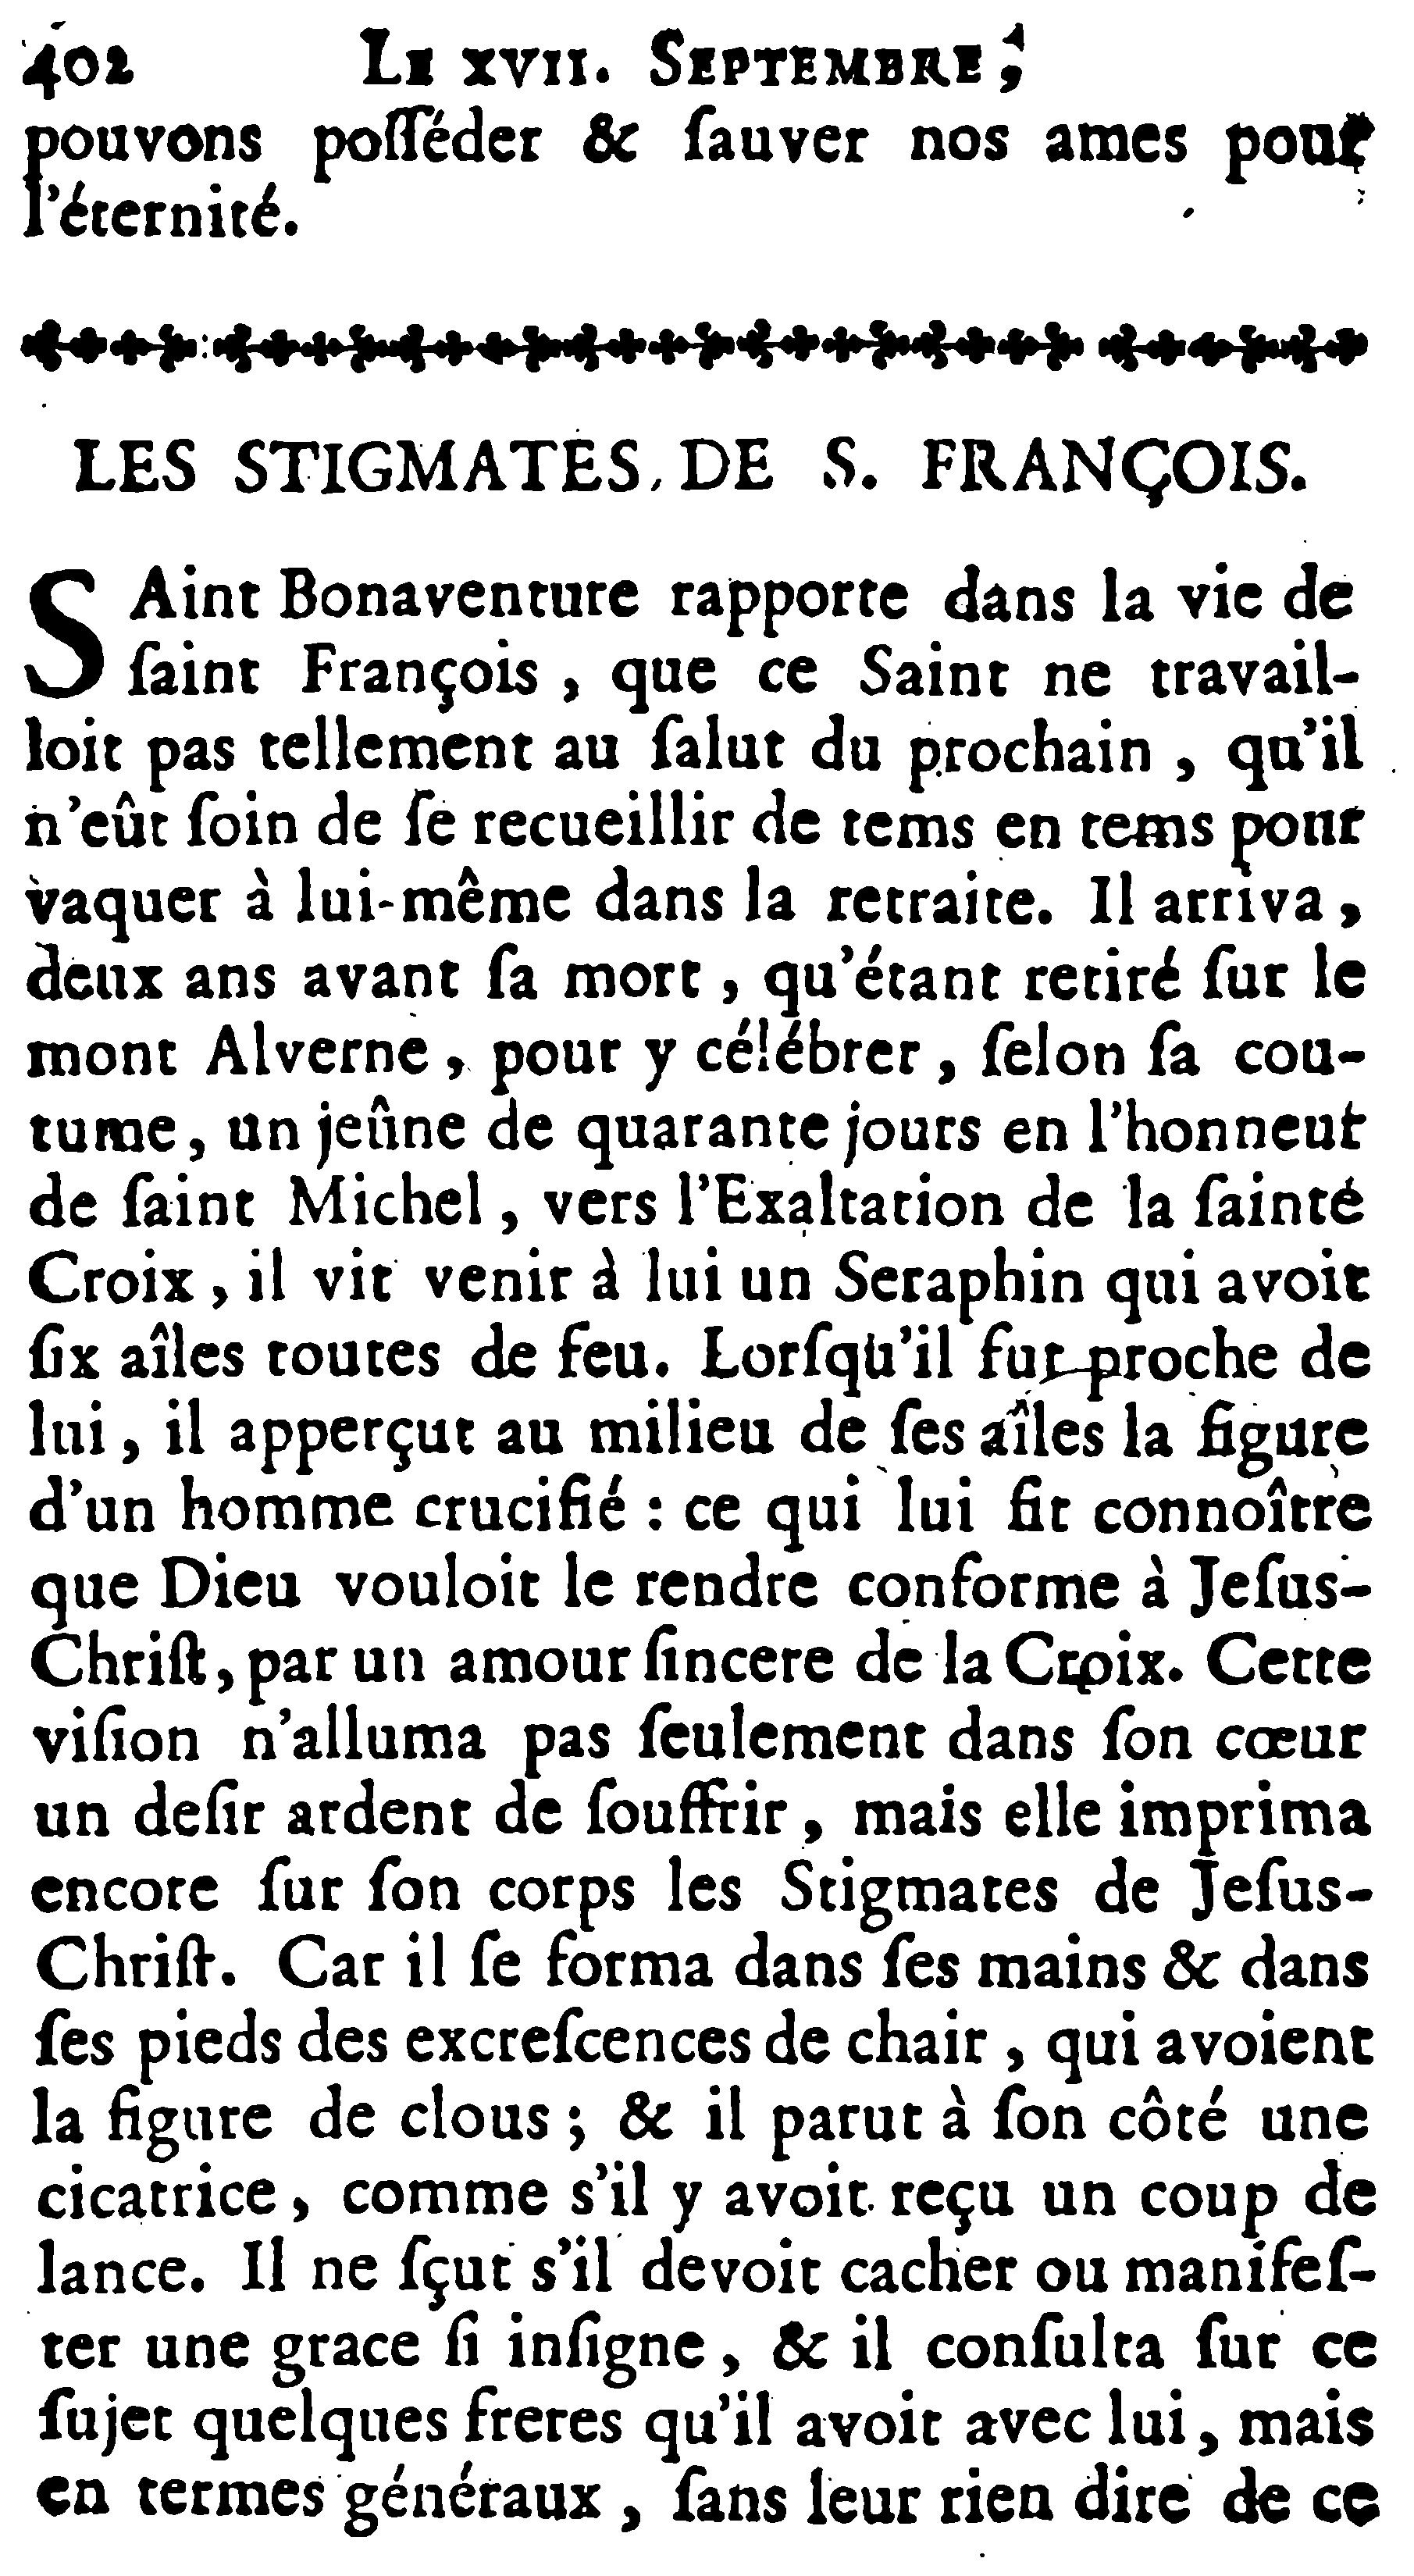 402 LE XVII. SEPTEMBRE,
pouvons poſſéder & ſauver nos ames pour
l'éternité.
LES STIGMATES DE S. FRANÇOIS.
SAint Bonaventure rapporte dans la vie de
ſaint François, que ce Saint ne travail-
loit pas tellement au ſalut du prochain, qu'il
n'eût ſoin de ſe recueillir de tems en tems pour
vaquer à lui-même dans la retraite. Il arriva,
deux ans avant ſa mort, qu'étant retiré ſur le
mont Alverne, pour y célébrer, ſelon ſa cou-
tume, un jeûne de quarante jours en l'honneur
de ſaint Michel, vers l'Exaltation de la ſainte
Croix, il vit venir à lui un Seraphin qui avoit
ſix aîles toutes de feu. Lorſqu'il fut proche de
lui, il apperçut au milieu de ſes aîles la figure
d'un homme crucifié : ce qui lui fit connoître
que Dieu vouloit le rendre conforme à Jeſus-
Chriſt, par un amour ſincere de la Croix. Cette
viſion n'alluma pas ſeulement dans ſon cœur
un deſir ardent de ſouffrir, mais elle imprima
encore ſur ſon corps les Stigmates de Jeſus-
Chriſt. Car il ſe forma dans ſes mains & dans
ſes pieds des excreſcences de chair, qui avoient
la figure de clous ; & il parut à ſon côté une
cicatrice, comme s'il y avoit reçu un coup de
lance. Il ne ſçut s'il devoit cacher ou manifeſ-
ter une grace ſi inſigne, & il conſulta ſur ce
ſujet quelques freres qu'il avoit avec lui, mais
en termes généraux, ſans leur rien dire de ce